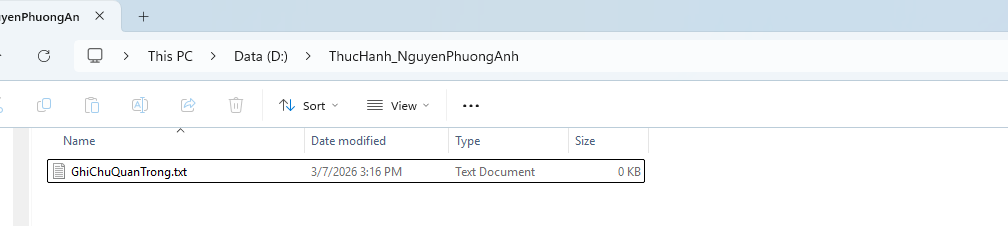 yenPhuongAn
This PC > Data (D:) > ThucHanh_NguyenPhuongAnh
Sort View
Name Date modified Type Size
GhiChuQuanTrong.txt 3/7/2026 3:16 PM Text Document 0 KB